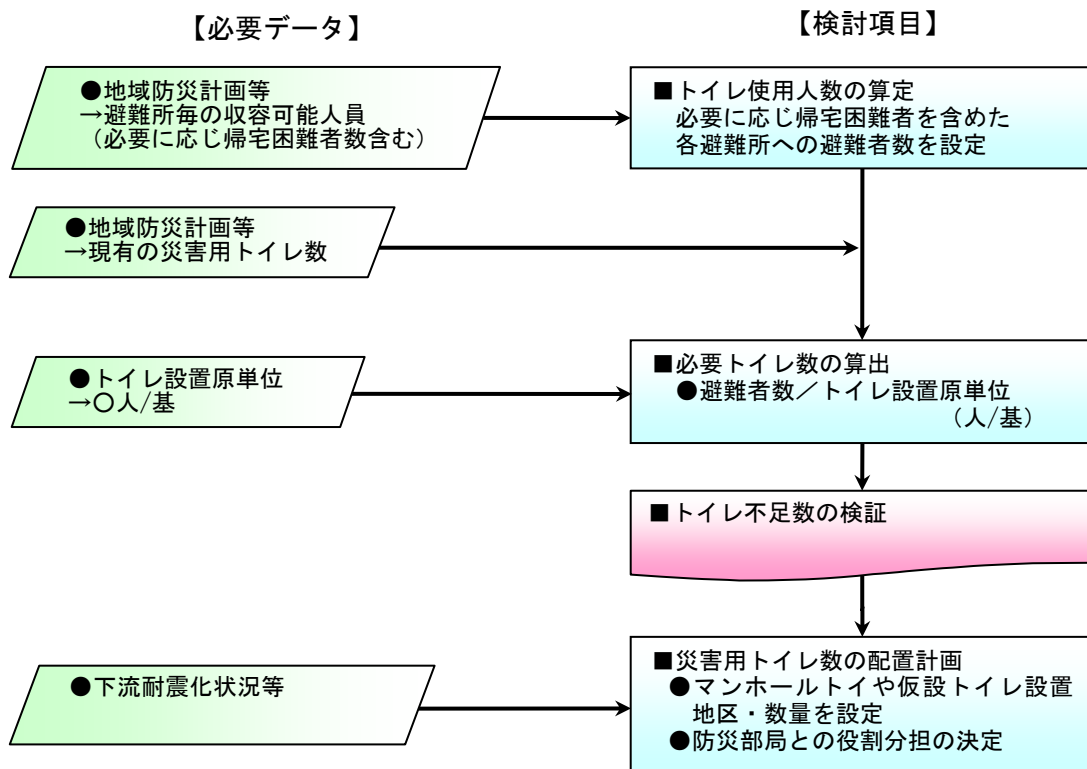 【必要データ】
【検討項目】
●地域防災計画等
→避難所毎の収容可能人員
（必要に応じ帰宅困難者数含む）
■トイレ使用人数の算定
必要に応じ帰宅困難者を含めた
各避難所への避難者数を設定
●地域防災計画等
→現有の災害用トイレ数
●トイレ設置原単位
→〇人/基
■必要トイレ数の算出
●避難者数／トイレ設置原単位
（人/基）
■トイレ不足数の検証
●下流耐震化状況等
■災害用トイレ数の配置計画
●マンホールトイや仮設トイレ設置
地区・数量を設定
●防災部局との役割分担の決定